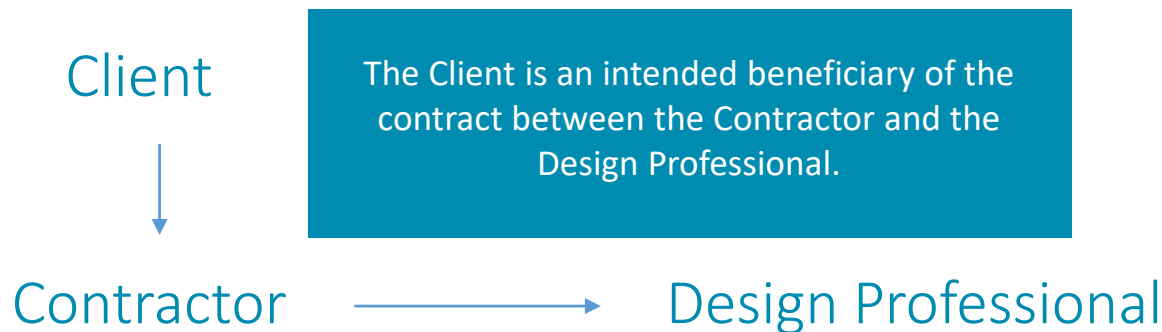 Client
The Client is an intended beneficiary of the
contract between the Contractor and the
Design Professional.
Contractor
Design Professional